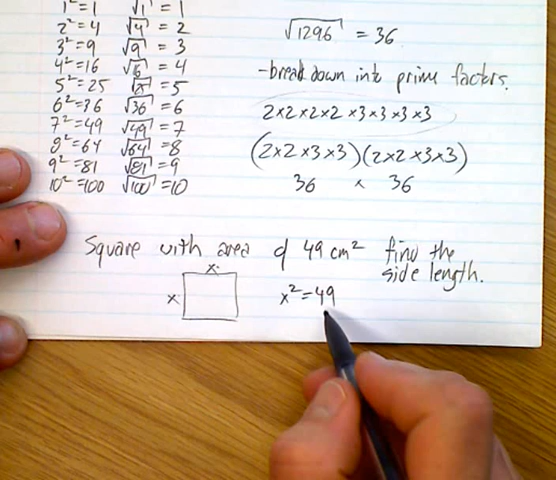 1² = 1 √1 = 1
2² = 4 √4 = 2
3² = 9 √9 = 3
4² = 16 √16 = 4
5² = 25 √25 = 5
6² = 36 √36 = 6
7² = 49 √49 = 7
8² = 64 √64 = 8
9² = 81 √81 = 9
10² = 100 √100 = 10
√1296 = 36
- break down into prime factors.
2×2×2×2×3×3×3×3
(2×2×3×3)(2×2×3×3)
36 × 36
Square with area of 49 cm² find the
side length.
x
x
x² = 49